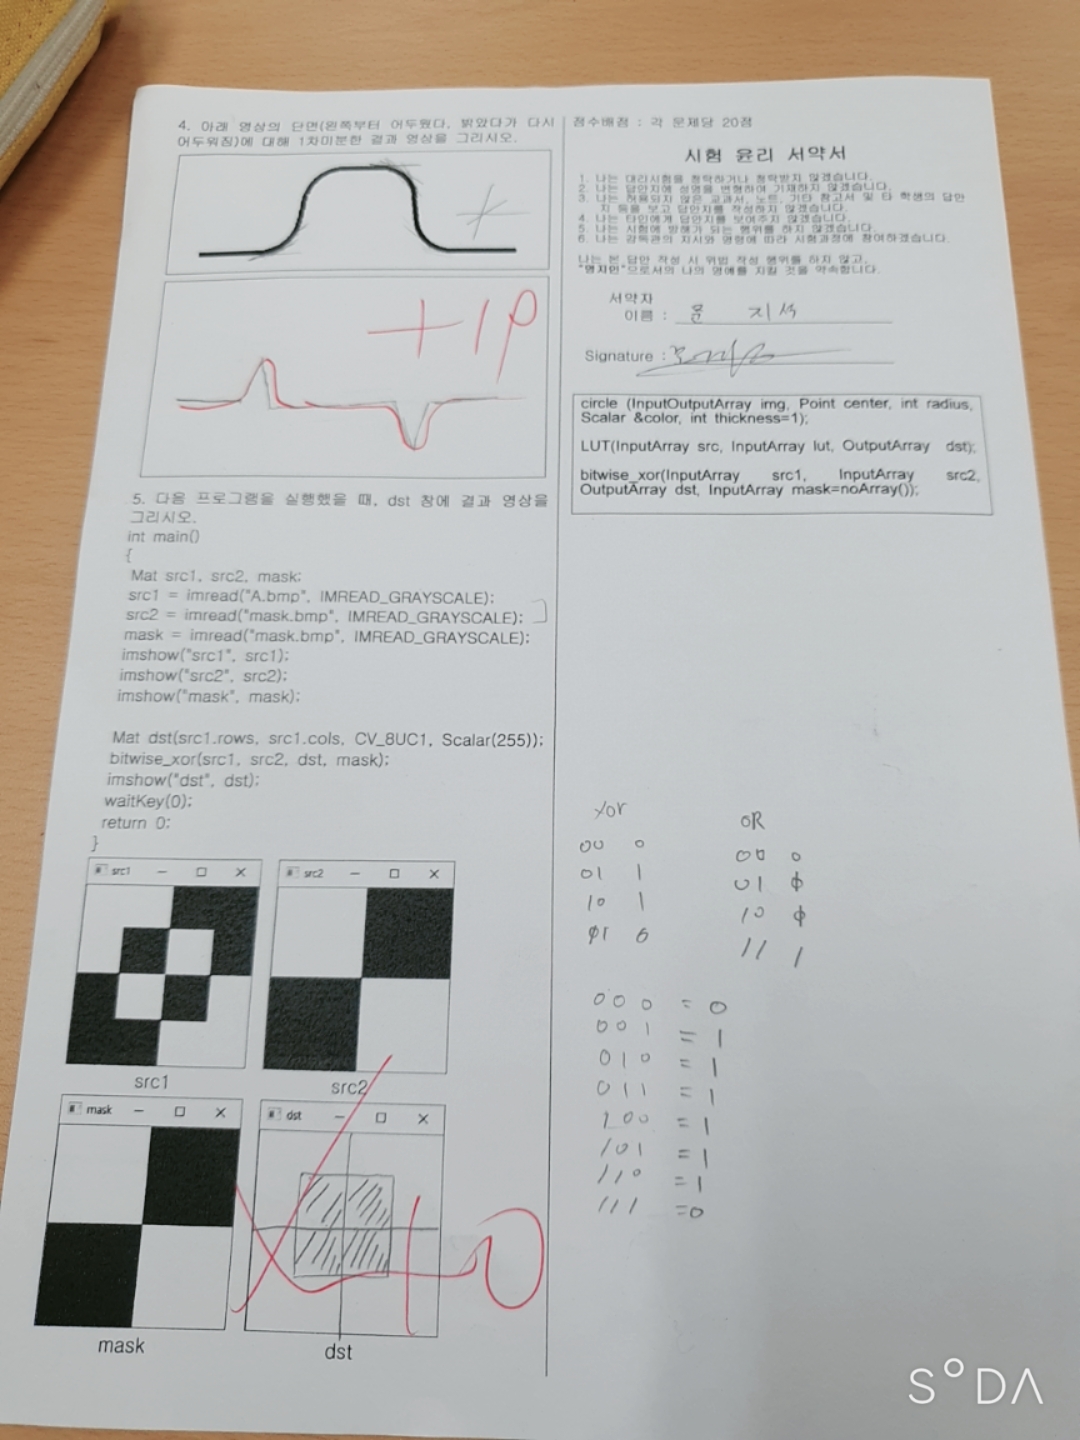 4. 아래 영상의 단면(왼쪽부터 어두웠다, 밝았다가 다시
어두워짐)에 대해 1차미분한 결과 영상을 그리시오.
+1p
5. 다음 프로그램을 실행했을 때, dst 창에 결과 영상을
그리시오.
int main()
{
Mat src1, src2, mask;
src1 = imread("A.bmp", IMREAD_GRAYSCALE);
src2 = imread("mask.bmp", IMREAD_GRAYSCALE);
mask = imread("mask.bmp", IMREAD_GRAYSCALE);
imshow("src1", src1);
imshow("src2", src2);
imshow("mask", mask);
Mat dst(src1.rows, src1.cols, CV_8UC1, Scalar(255));
bitwise_xor(src1, src2, dst, mask);
imshow("dst", dst);
waitKey(0);
return 0;
}
src1
src2
src1
src2
mask
dst
+0
mask
dst
점수배점 : 각 문제당 20점
시험 윤리 서약서
1. 나는 대리시험을 청탁하거나 청탁받지 않겠습니다.
2. 나는 답안지에 성명을 변형하여 기재하지 않겠습니다.
3. 나는 허용되지 않은 교과서, 노트, 기타 참고서 및 타 학생의 답안
지 등을 보고 답안지를 작성하지 않겠습니다.
4. 나는 타인에게 답안지를 보여주지 않겠습니다.
5. 나는 시험에 방해가 되는 행위를 하지 않겠습니다.
6. 나는 감독관의 지시와 명령에 따라 시험과정에 참여하겠습니다.
나는 본 답안 작성 시 위법 작성 행위를 하지 않고,
"명지인"으로서의 나의 명예를 지킬 것을 약속합니다.
서약자
이름 : 지석
Signature :
circle (InputOutputArray img, Point center, int radius,
Scalar &color, int thickness=1);
LUT(InputArray src, InputArray lut, OutputArray dst);
bitwise_xor(InputArray src1, InputArray src2,
OutputArray dst, InputArray mask=noArray());
xor
00 0
01 1
10 1
11 0
OR
00 0
01
10
11 1
000 = 0
001 = 1
010 = 1
011 = 1
100 = 1
101 = 1
110 = 1
111 = 0
SODA